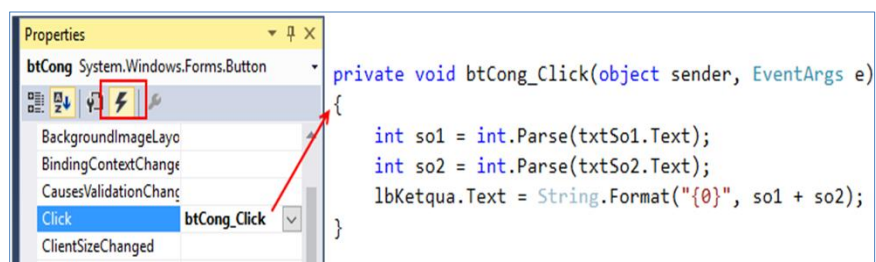 Properties
btCong System.Windows.Forms.Button
BackgroundImageLayo
BindingContextChange
CausesValidationChang
Click btCong_Click
ClientSizeChanged
private void btCong_Click(object sender, EventArgs e)
{
int so1 = int.Parse(txtSo1.Text);
int so2 = int.Parse(txtSo2.Text);
lbKetqua.Text = String.Format("{0}", so1 + so2);
}